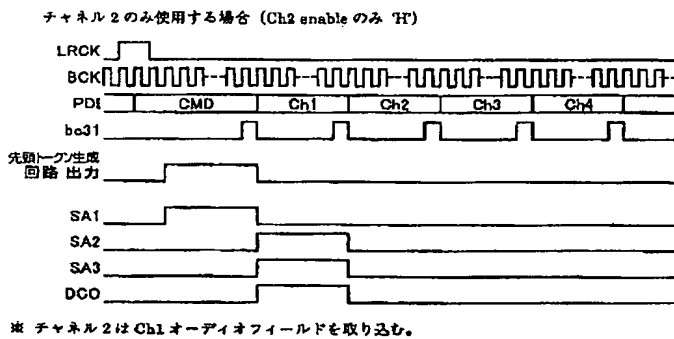 チャネル2のみ使用する場合 (Ch2 enable のみ 'H')
LRCK
BCK
PDI
CMD Ch1 Ch2 Ch3 Ch4
bc31
先頭トークン生成
回路 出力
SA1
SA2
SA3
DCO
※ チャネル2はCh1オーディオフィールドを取り込む。